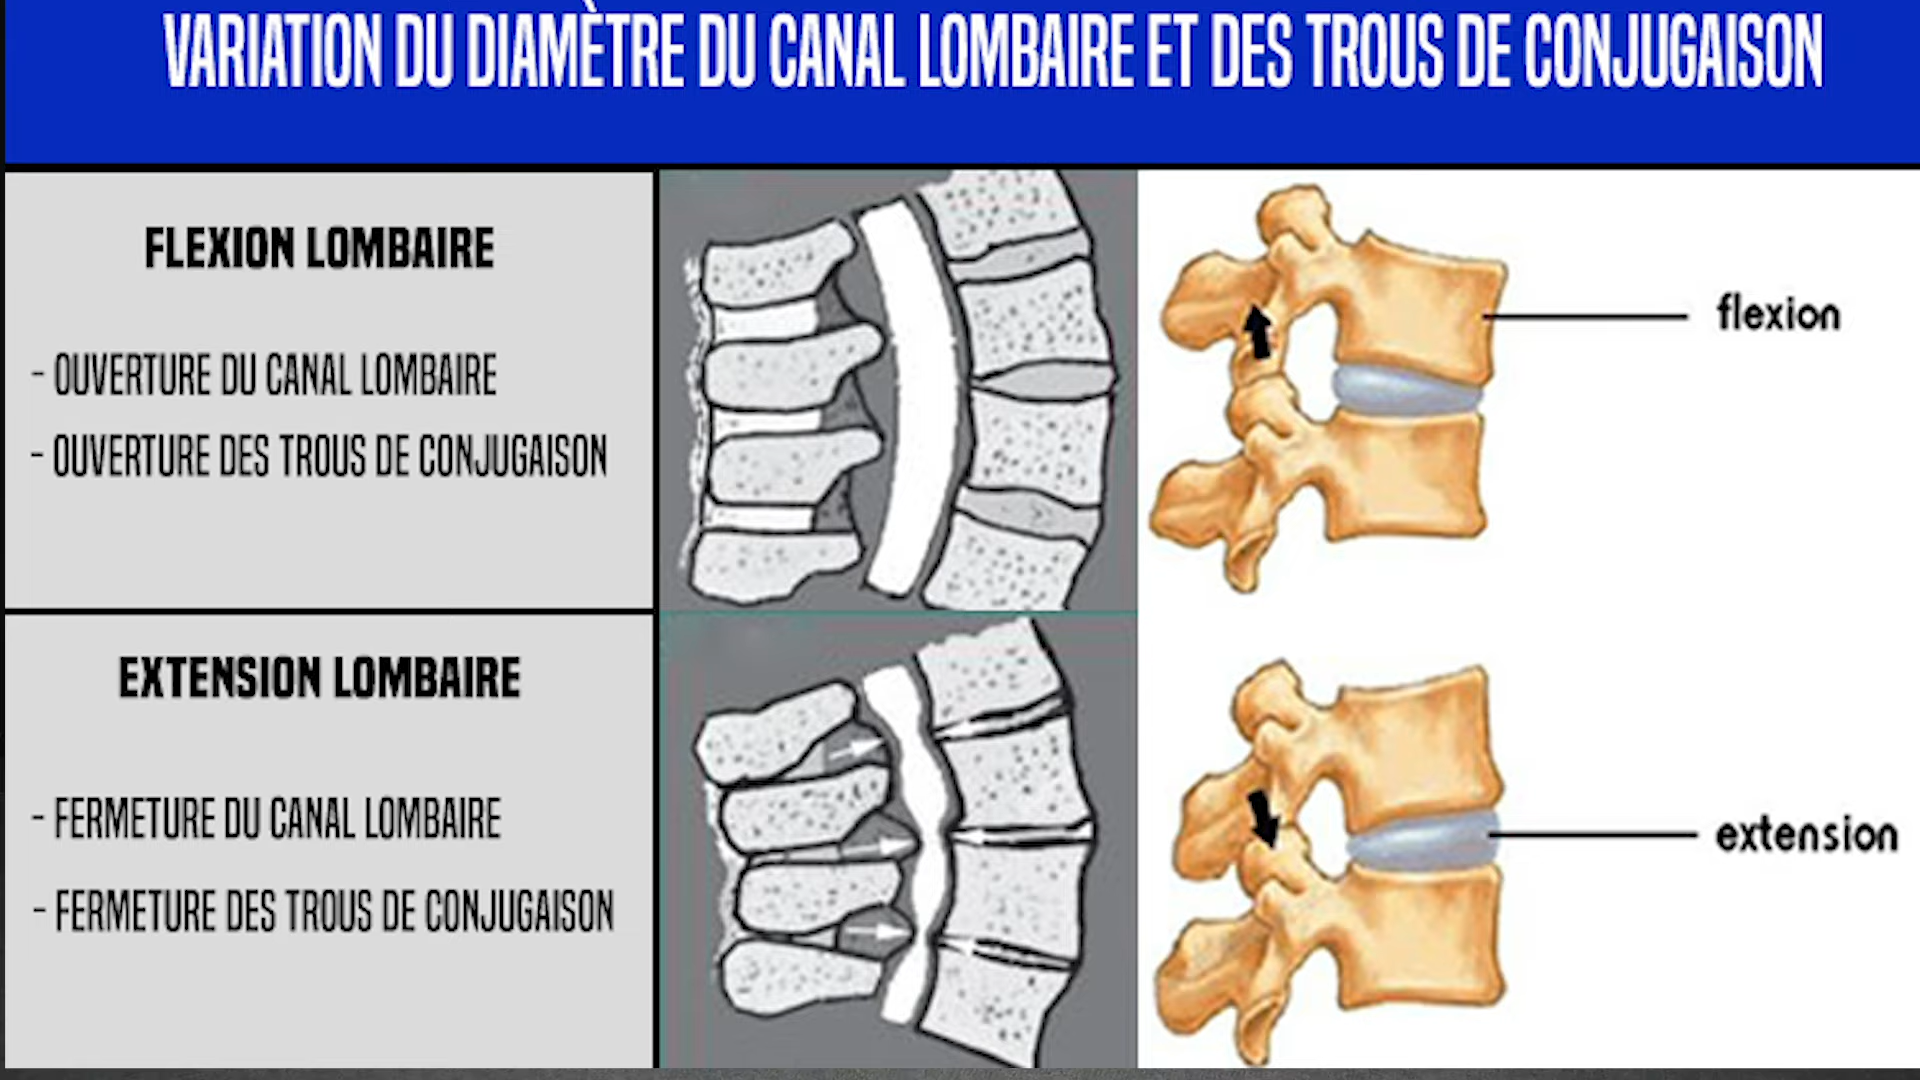 VARIATION DU DIAMÈTRE DU CANAL LOMBAIRE ET DES TROUS DE CONJUGAISON
FLEXION LOMBAIRE
- OUVERTURE DU CANAL LOMBAIRE
- OUVERTURE DES TROUS DE CONJUGAISON
flexion
EXTENSION LOMBAIRE
- FERMETURE DU CANAL LOMBAIRE
- FERMETURE DES TROUS DE CONJUGAISON
extension